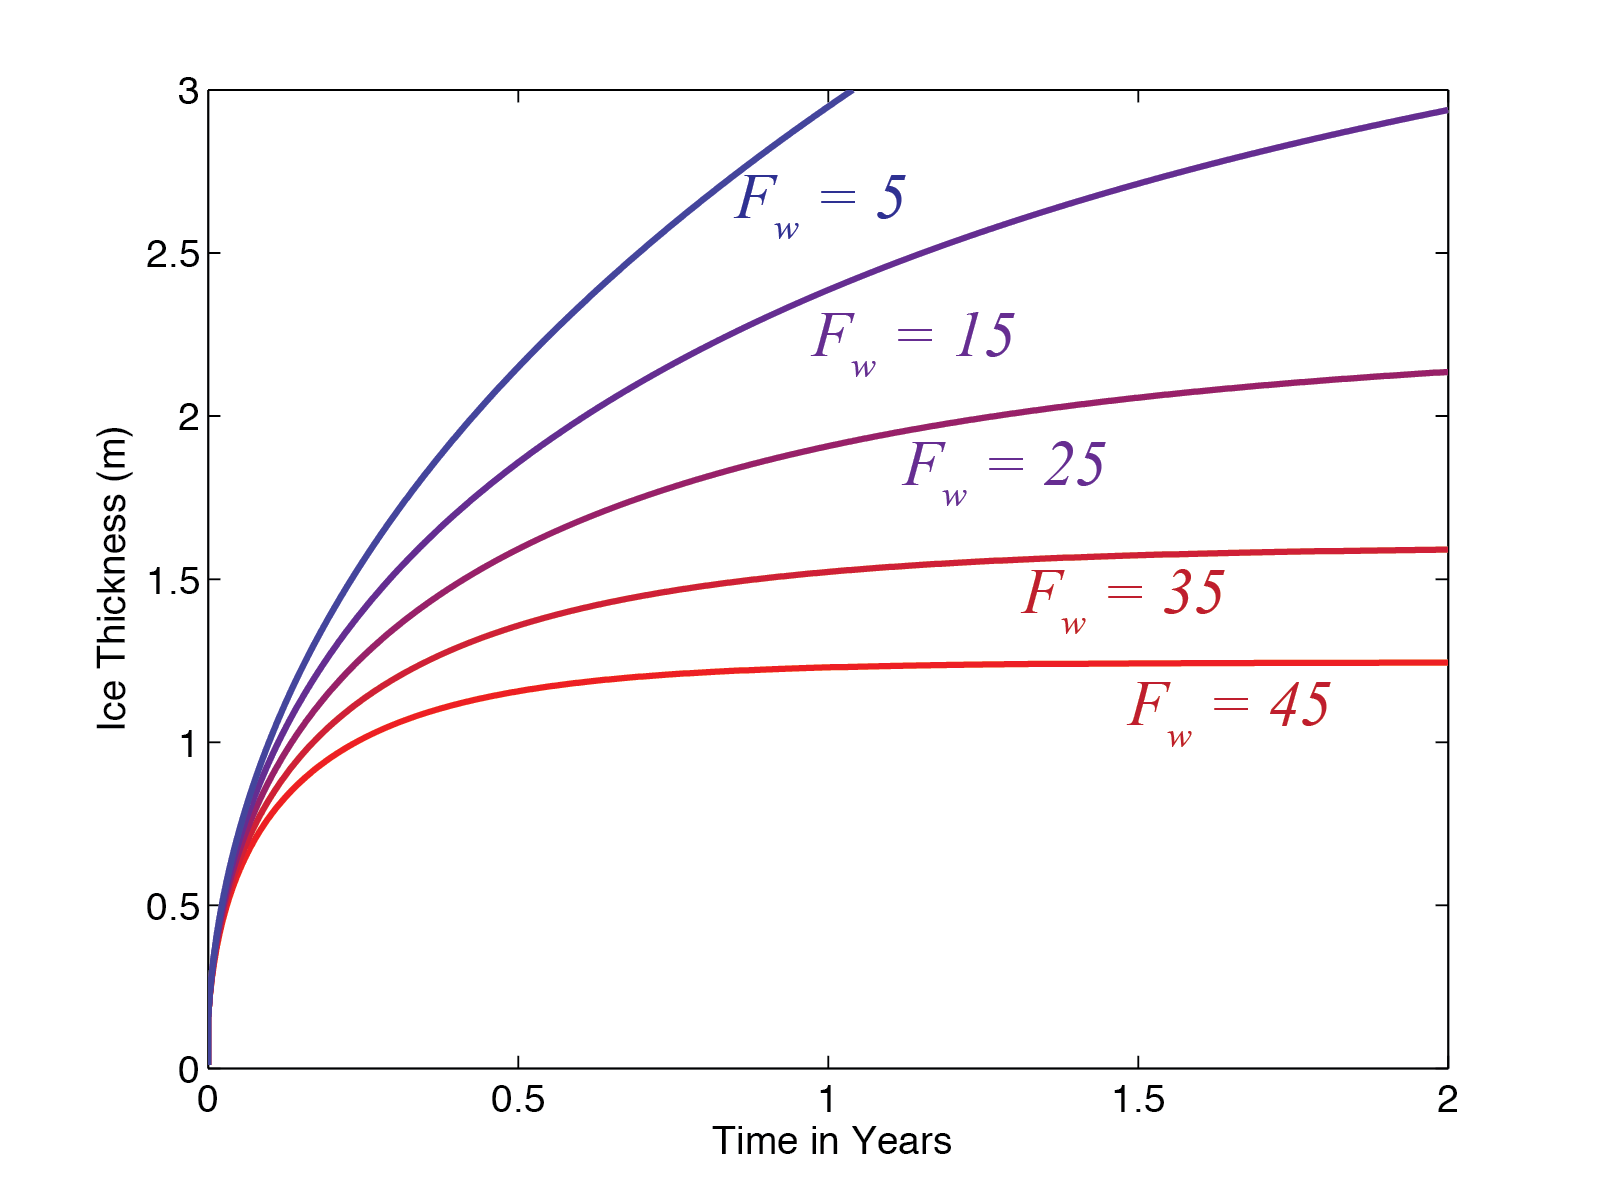 3
2.5
2
1.5
1
0.5
0
Ice Thickness (m)
F_w = 5
F_w = 15
F_w = 25
F_w = 35
F_w = 45
0 0.5 1 1.5 2
Time in Years